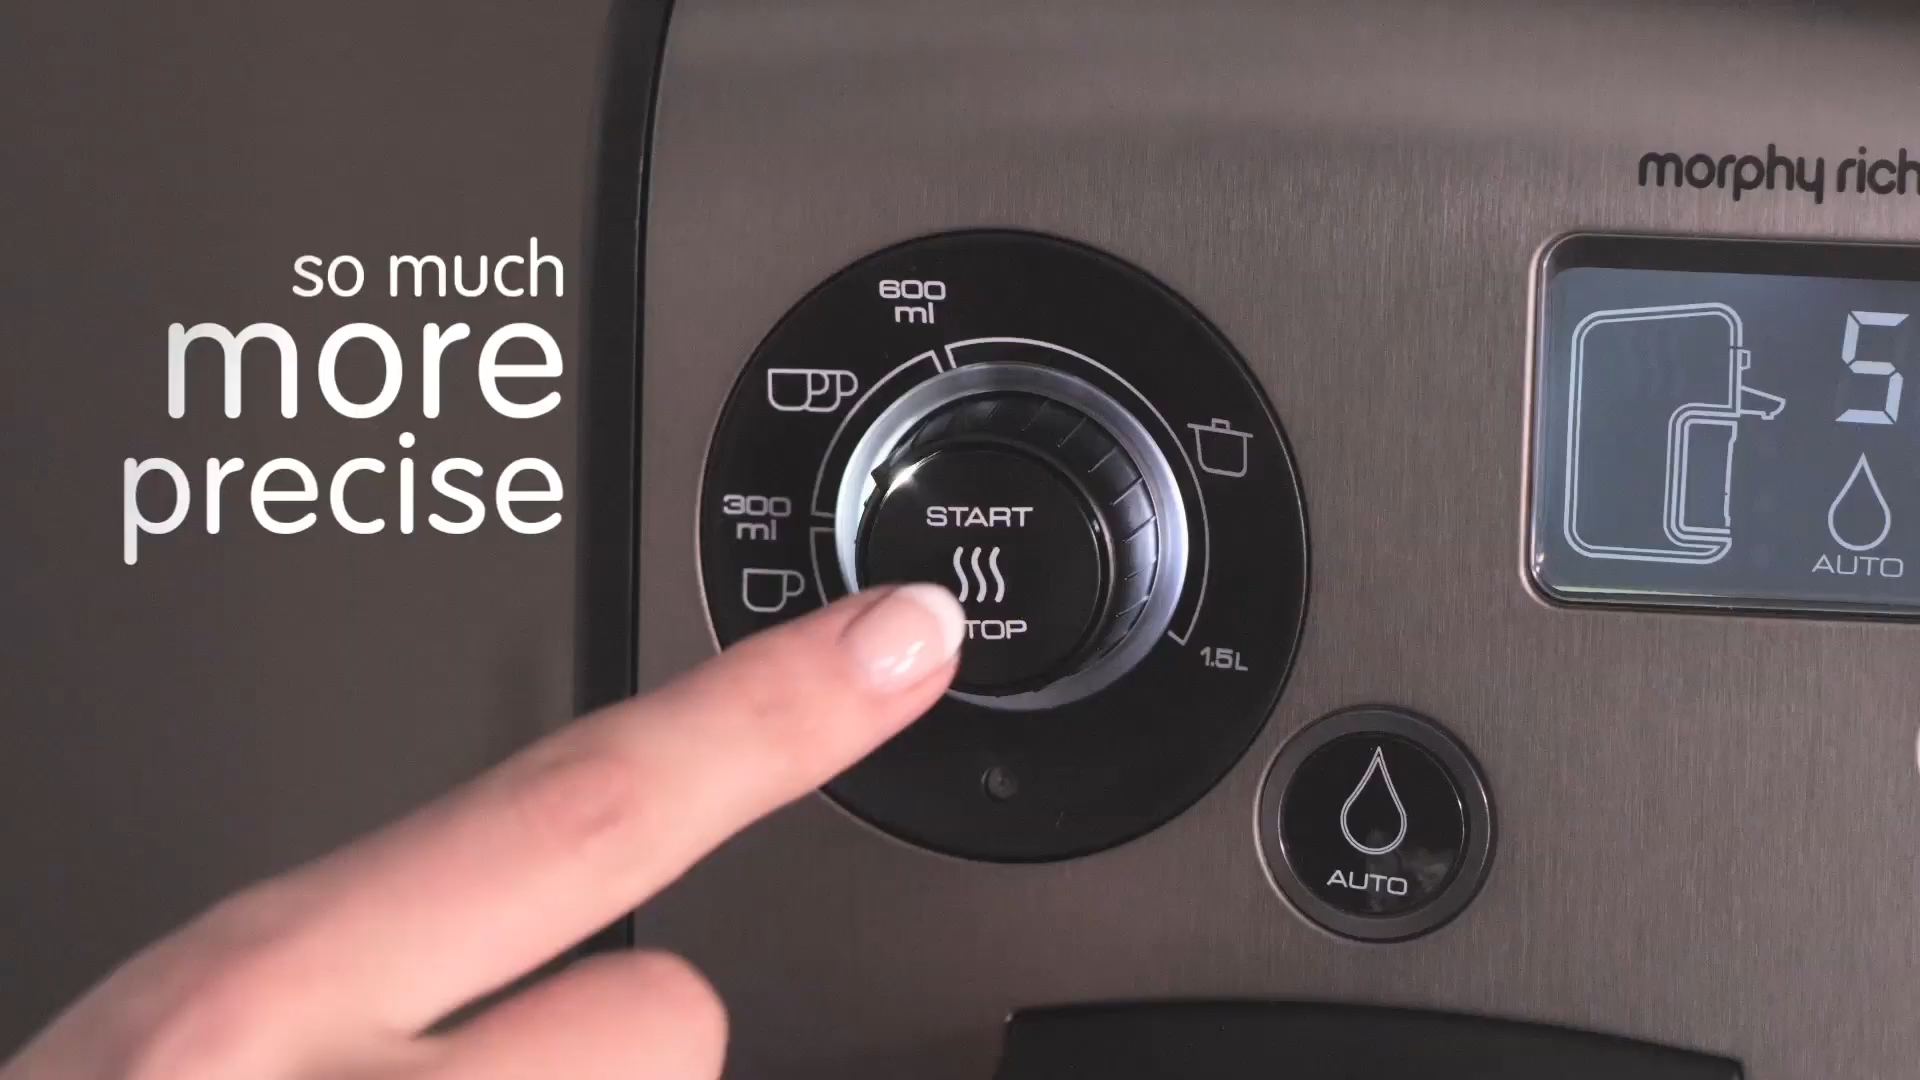 so much
more
precise
morphy rich
600
ml
300
ml
START
TOP
1.5L
5
AUTO
AUTO